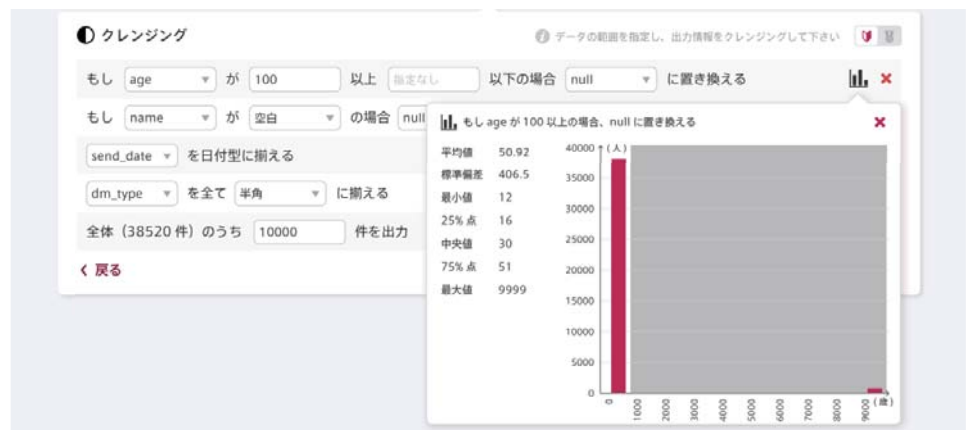 クレンジング
データの範囲を指定し、出力情報をクレンジングして下さい
もし age が 100 以上 指定なし 以下の場合 null に置き換える
もし name が 空白 の場合 null
send_date を日付型に揃える
dm_type を全て 半角 に揃える
全体(38520 件)のうち 10000 件を出力
戻る
もし age が 100 以上の場合、null に置き換える
平均値 50.92
標準偏差 406.5
最小値 12
25% 点 16
中央値 30
75% 点 51
最大値 9999
(人)
40000
35000
30000
25000
20000
15000
10000
5000
0
0 1000 2000 3000 4000 5000 6000 7000 8000 9000 (歳)